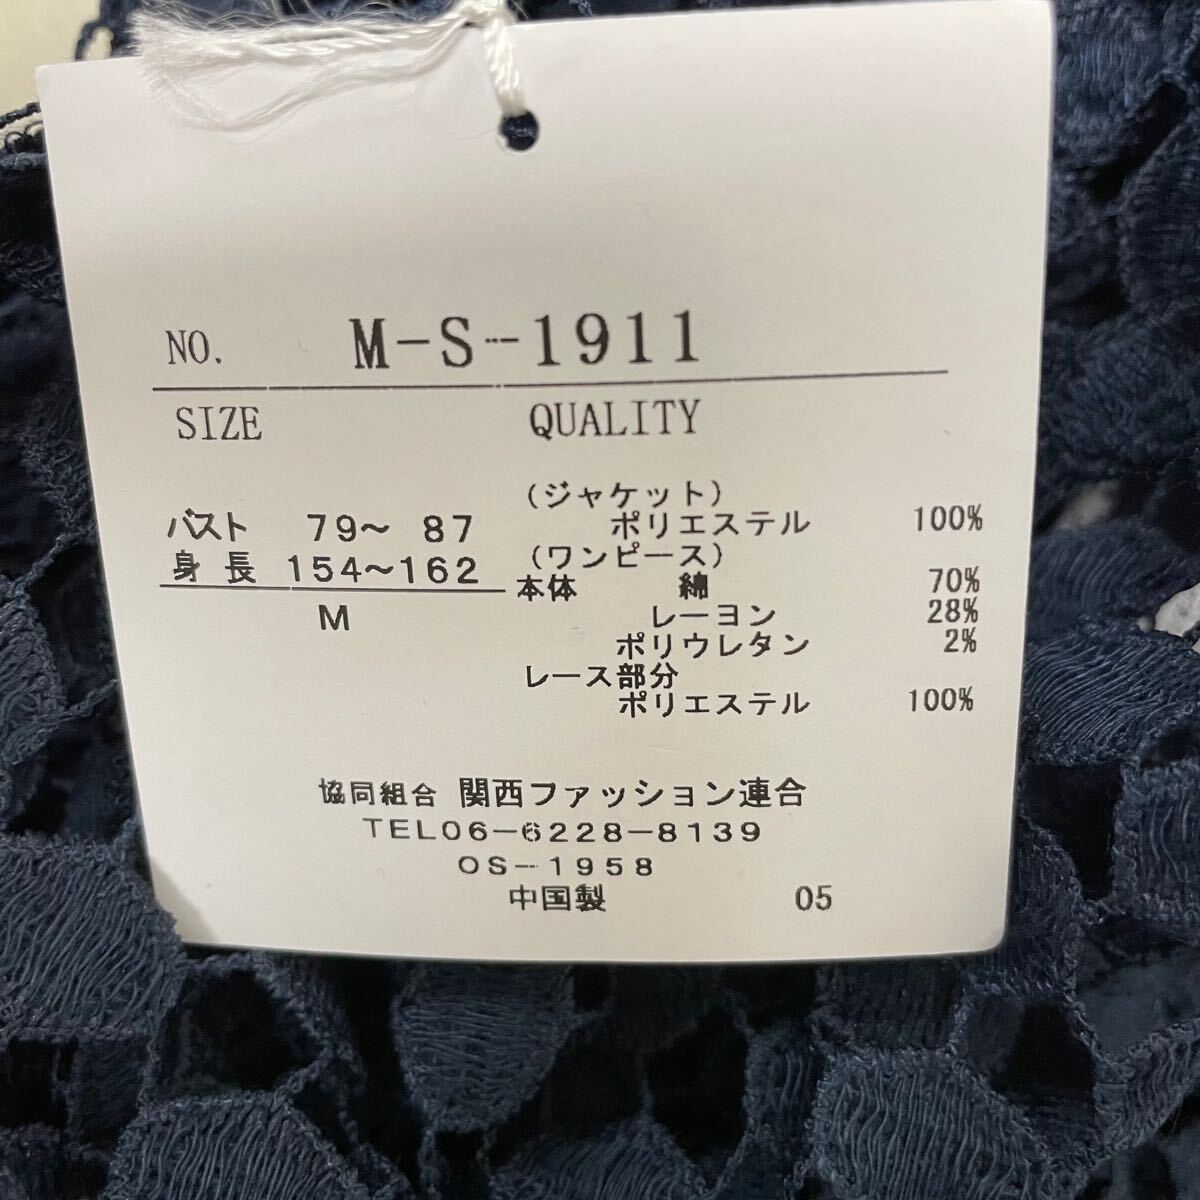 NO. M-S-1911
SIZE QUALITY
(ジャケット)
バスト 79〜 87 ポリエステル 100%
(ワンピース)
身長 154〜162 本体 綿 70%
M レーヨン 28%
ポリウレタン 2%
レース部分
ポリエステル 100%
協同組合 関西ファッション連合
TEL06-6228-8139
OS-1958
中国製 05